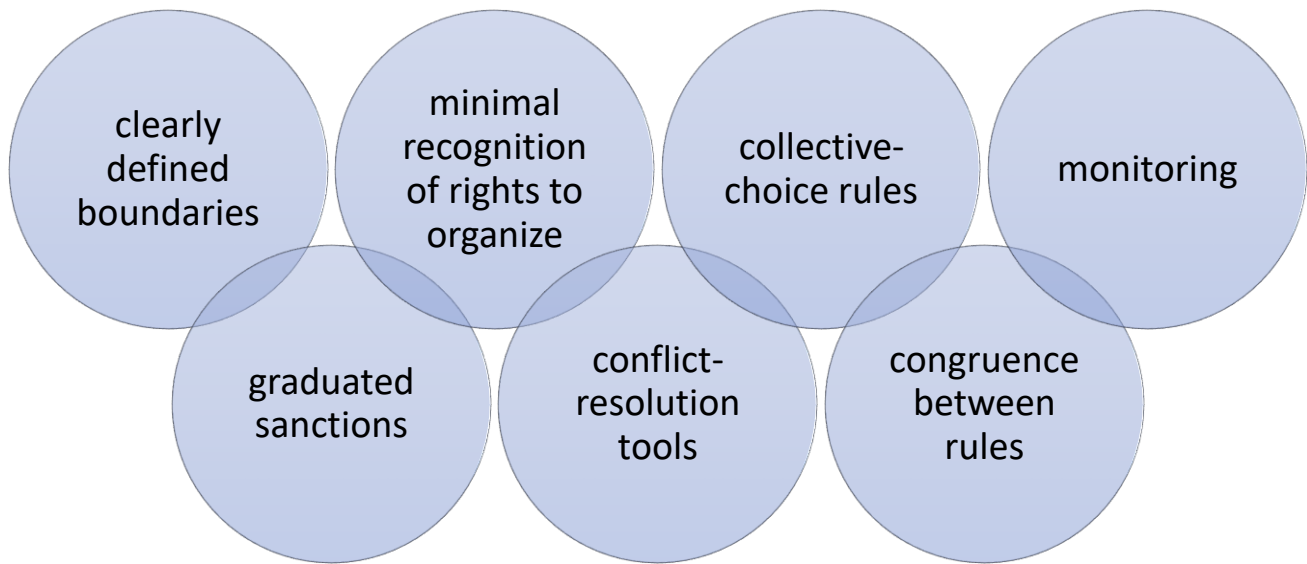 clearly
defined
boundaries
minimal
recognition
of rights to
organize
collective-
choice rules
monitoring
graduated
sanctions
conflict-
resolution
tools
congruence
between
rules